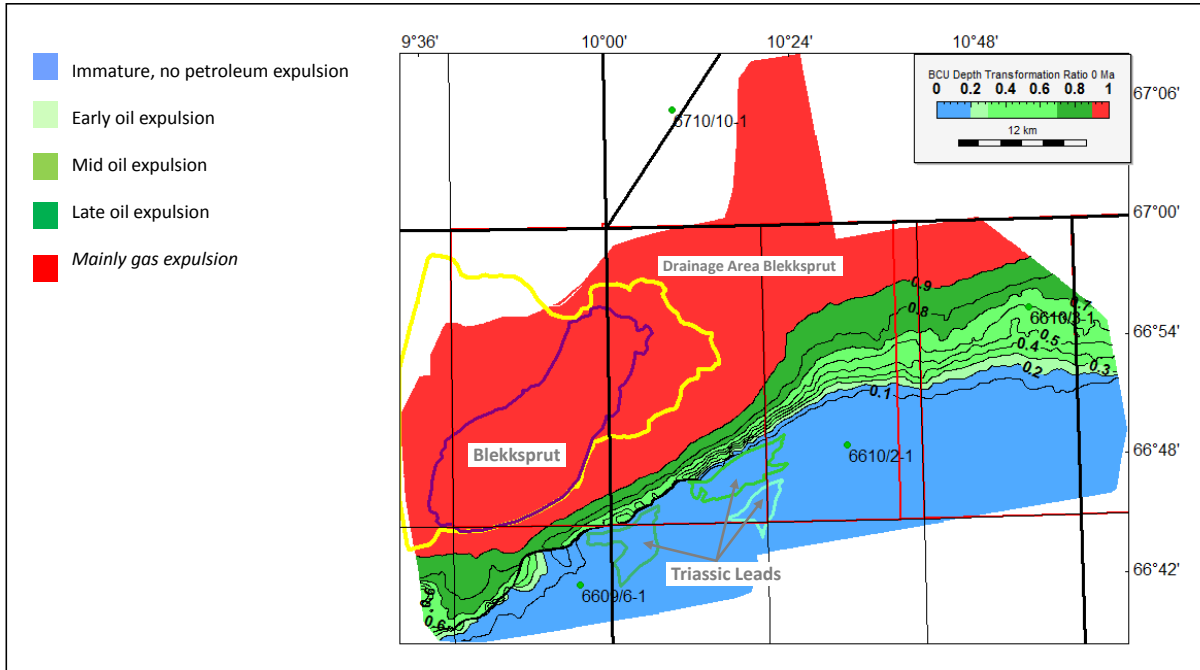 Immature, no petroleum expulsion
Early oil expulsion
Mid oil expulsion
Late oil expulsion
Mainly gas expulsion
9°36'
10°00'
10°24'
10°48'
BCU Depth Transformation Ratio 0 Ma
0 0.2 0.4 0.6 0.8 1
12 km
67°06'
67°00'
66°54'
66°48'
66°42'
6710/10-1
Drainage Area Blekksprut
0.9
0.8
0.7
6610/3-1
0.5
0.4
0.3
0.2
0.1
Blekksprut
6610/2-1
Triassic Leads
6609/6-1
0.6